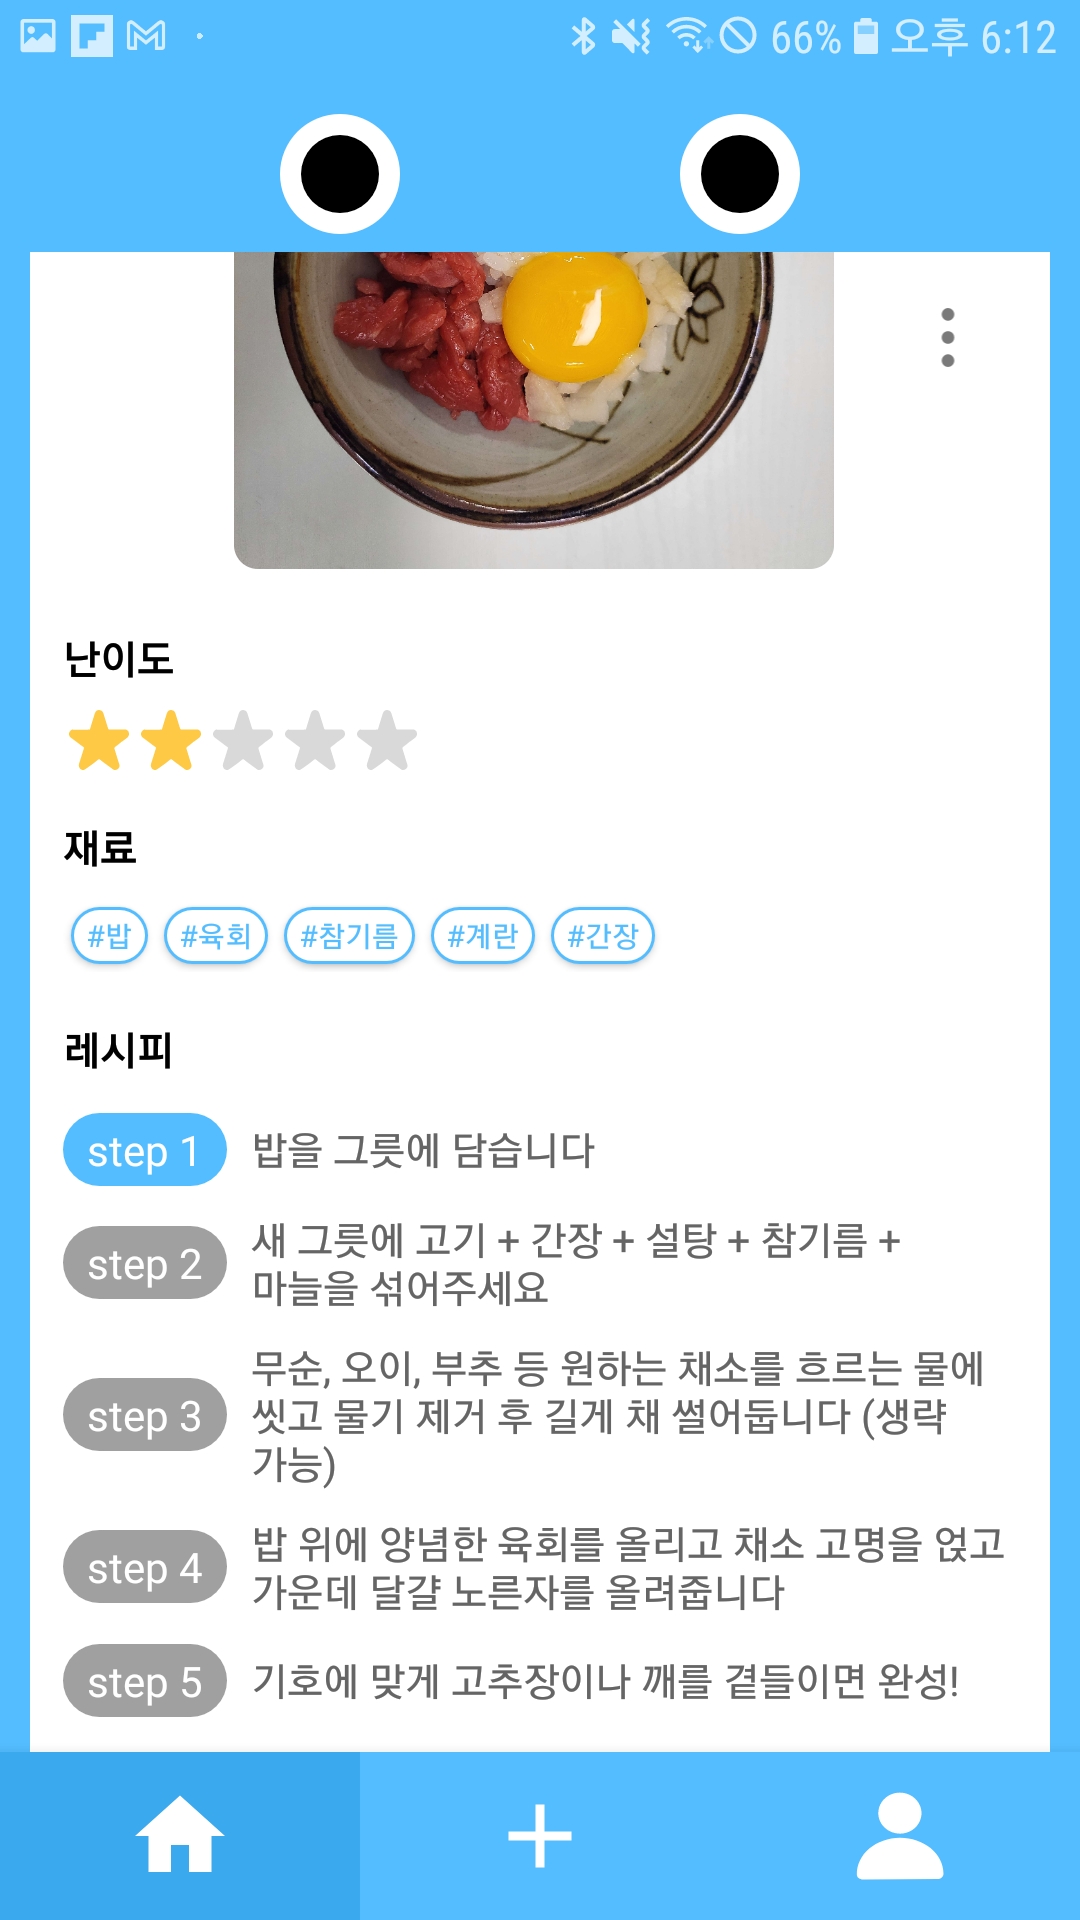 66% 오후 6:12
난이도
재료
#밥 #육회 #참기름 #계란 #간장
레시피
step 1 밥을 그릇에 담습니다
step 2 새 그릇에 고기 + 간장 + 설탕 + 참기름 +
마늘을 섞어주세요
step 3 무순, 오이, 부추 등 원하는 채소를 흐르는 물에
씻고 물기 제거 후 길게 채 썰어둡니다 (생략
가능)
step 4 밥 위에 양념한 육회를 올리고 채소 고명을 얹고
가운데 달걀 노른자를 올려줍니다
step 5 기호에 맞게 고추장이나 깨를 곁들이면 완성!